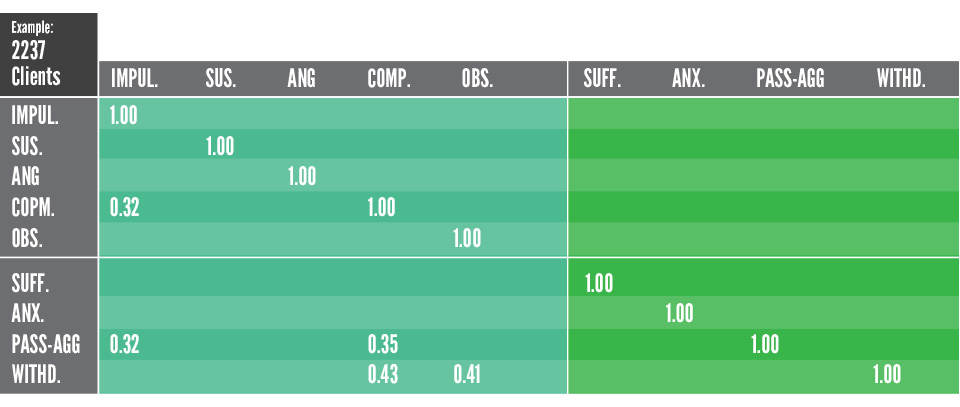 Example:
2237
Clients
IMPUL. SUS. ANG COMP. OBS. SUFF. ANX. PASS-AGG WITHD.
IMPUL. 1.00
SUS. 1.00
ANG 1.00
COPM. 0.32 1.00
OBS. 1.00
SUFF. 1.00
ANX. 1.00
PASS-AGG 0.32 0.35 1.00
WITHD. 0.43 0.41 1.00